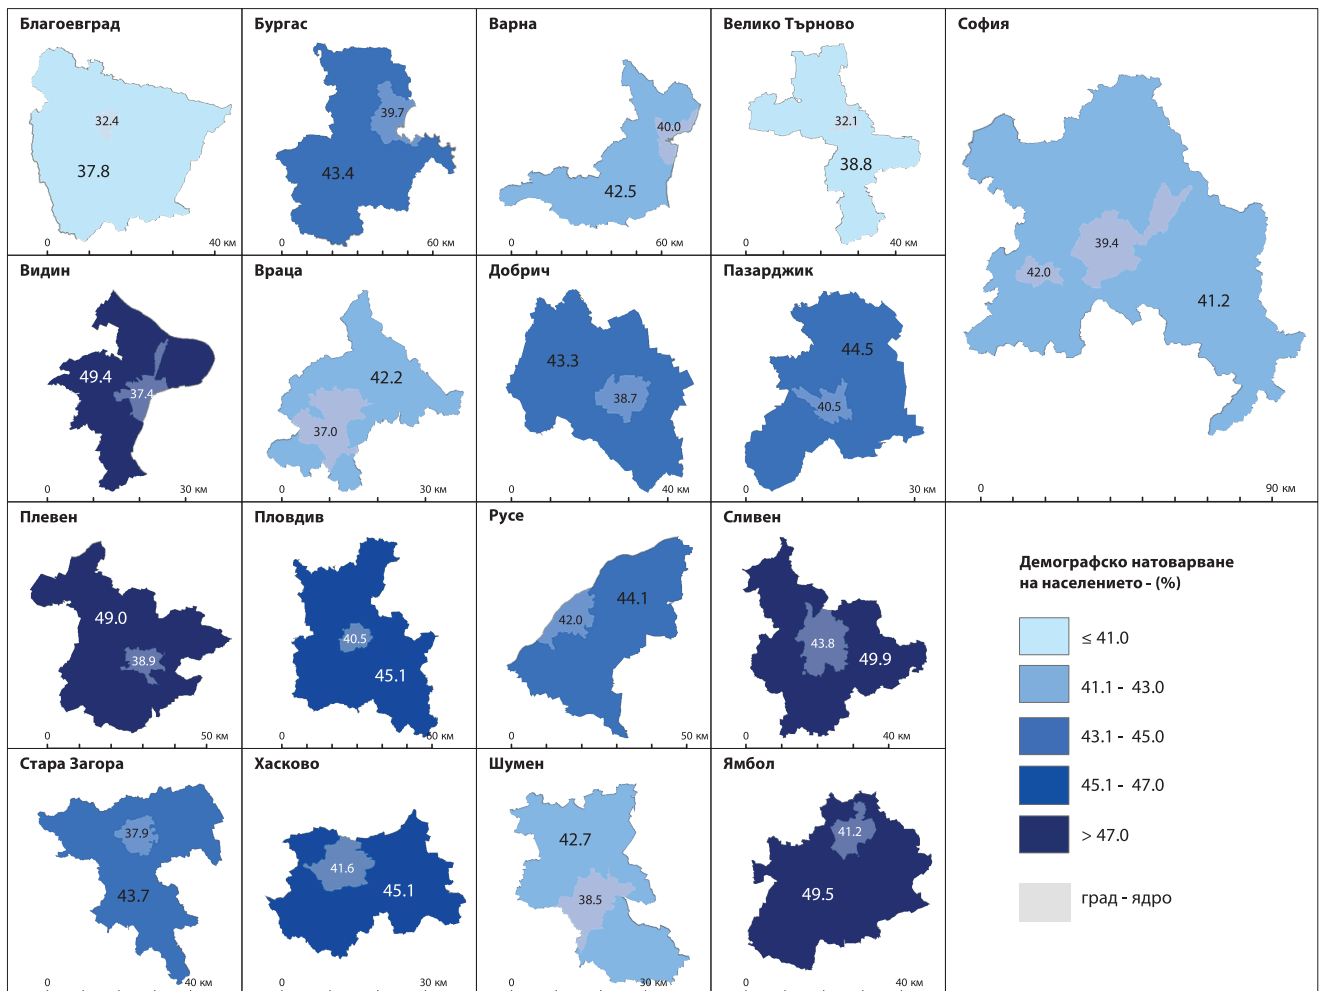 Благоевград
32.4
37.8
0 40 км
Бургас
39.7
43.4
0 60 км
Варна
40.0
42.5
0 60 км
Велико Търново
32.1
38.8
0 40 км
София
39.4
42.0
41.2
0 90 км
Видин
49.4
37.4
0 30 км
Враца
42.2
37.0
0 30 км
Добрич
43.3
38.7
0 40 км
Пазарджик
44.5
40.5
0 30 км
Плевен
49.0
38.9
0 50 км
Пловдив
40.5
45.1
0 60 км
Русе
44.1
42.0
0 50 км
Сливен
43.8
49.9
0 40 км
Стара Загора
37.9
43.7
0 40 км
Хасково
41.6
45.1
0 30 км
Шумен
42.7
38.5
0 30 км
Ямбол
41.2
49.5
0 40 км
Демографско натоварване
на населението - (%)
≤ 41.0
41.1 - 43.0
43.1 - 45.0
45.1 - 47.0
> 47.0
град - ядро